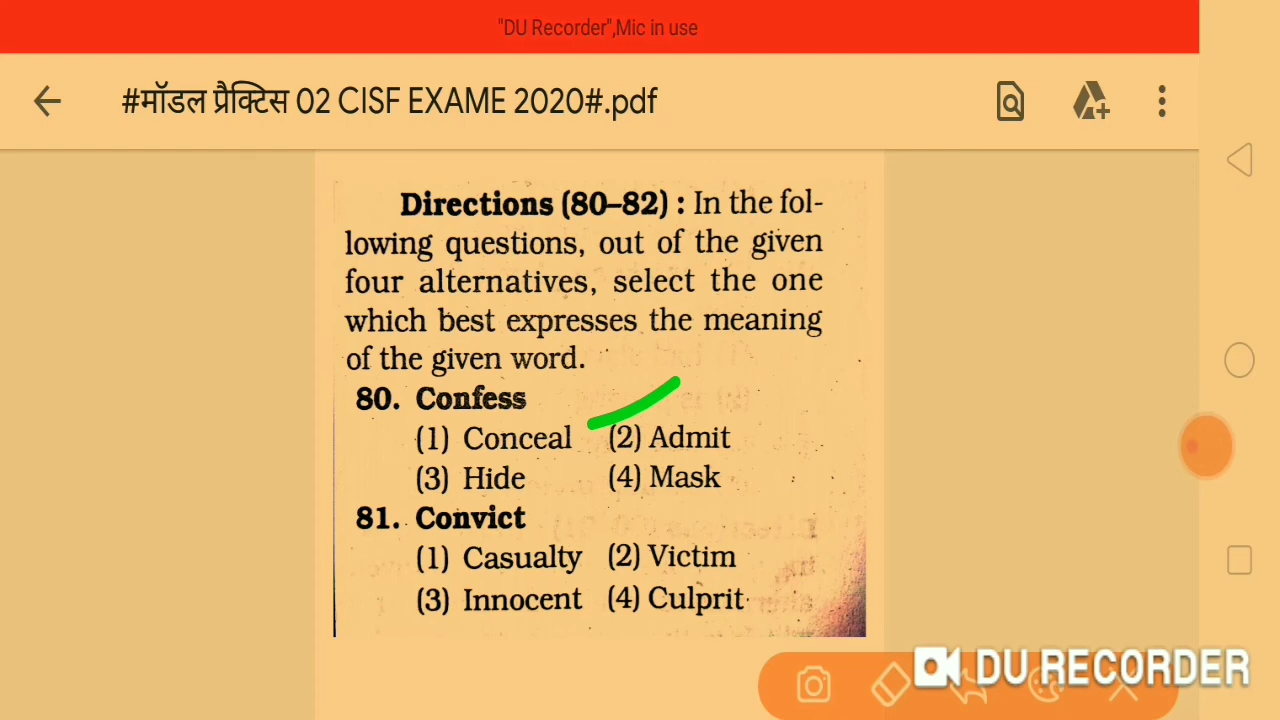 "DU Recorder",Mic in use
#मॉडल प्रैक्टिस 02 CISF EXAME 2020#.pdf
Directions (80–82) : In the fol-
lowing questions, out of the given
four alternatives, select the one
which best expresses the meaning
of the given word.
80. Confess
(1) Conceal (2) Admit
(3) Hide (4) Mask
81. Convict
(1) Casualty (2) Victim
(3) Innocent (4) Culprit
DU RECORDER